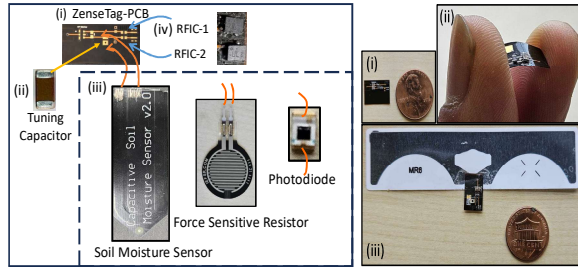 (i) ZenseTag-PCB
(iv) RFIC-1
RFIC-2
(ii)
Tuning
Capacitor
(iii)
Capacitive Soil
Moisture Sensor v2.0
Photodiode
Force Sensitive Resistor
Soil Moisture Sensor
(i)
(ii)
MR6
(iii)